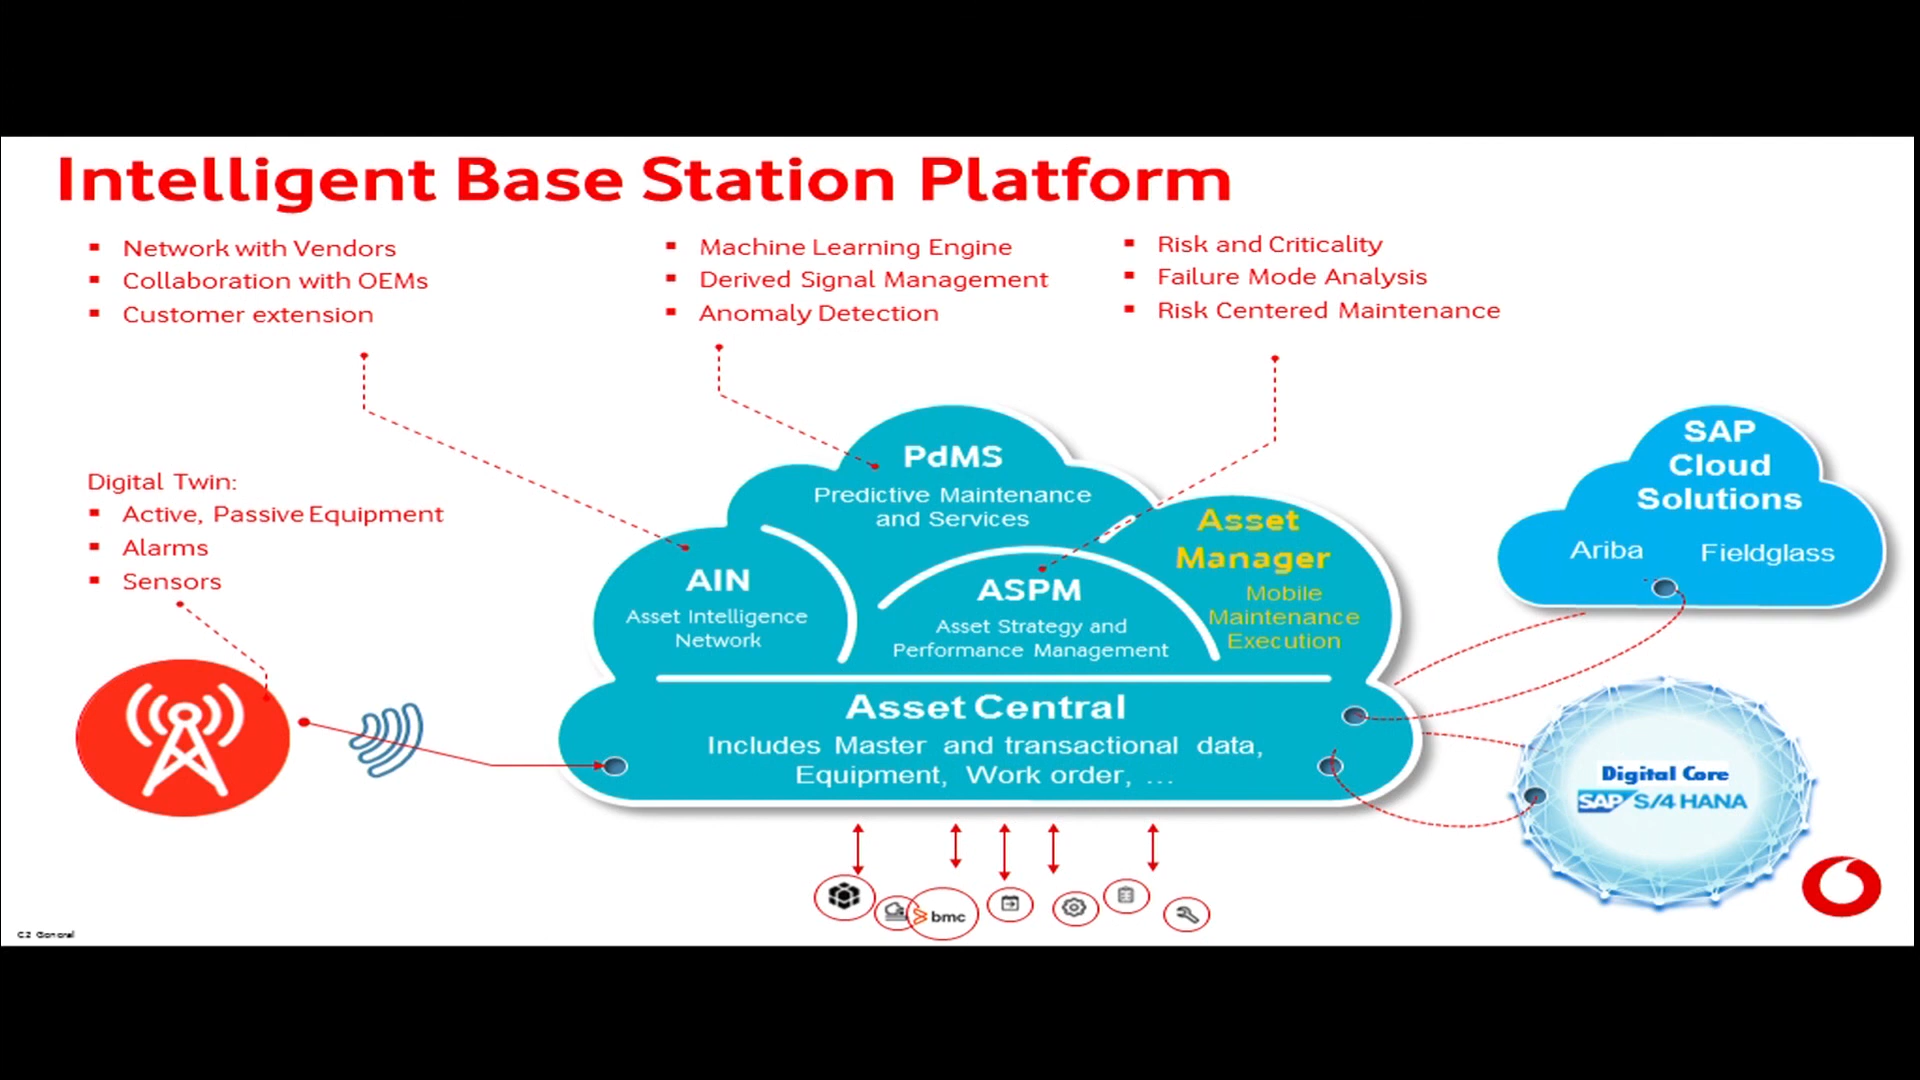 Intelligent Base Station Platform
Network with Vendors
Collaboration with OEMs
Customer extension
Machine Learning Engine
Derived Signal Management
Anomaly Detection
Risk and Criticality
Failure Mode Analysis
Risk Centered Maintenance
Digital Twin:
Active, Passive Equipment
Alarms
Sensors
PdMS
Predictive Maintenance
and Services
AIN
Asset Intelligence
Network
ASPM
Asset Strategy and
Performance Management
Asset
Manager
Mobile
Maintenance
Execution
Asset Central
Includes Master and transactional data,
Equipment, Work order, ...
SAP
Cloud
Solutions
Ariba Fieldglass
Digital Core
SAP S/4 HANA
bmc
C2 General